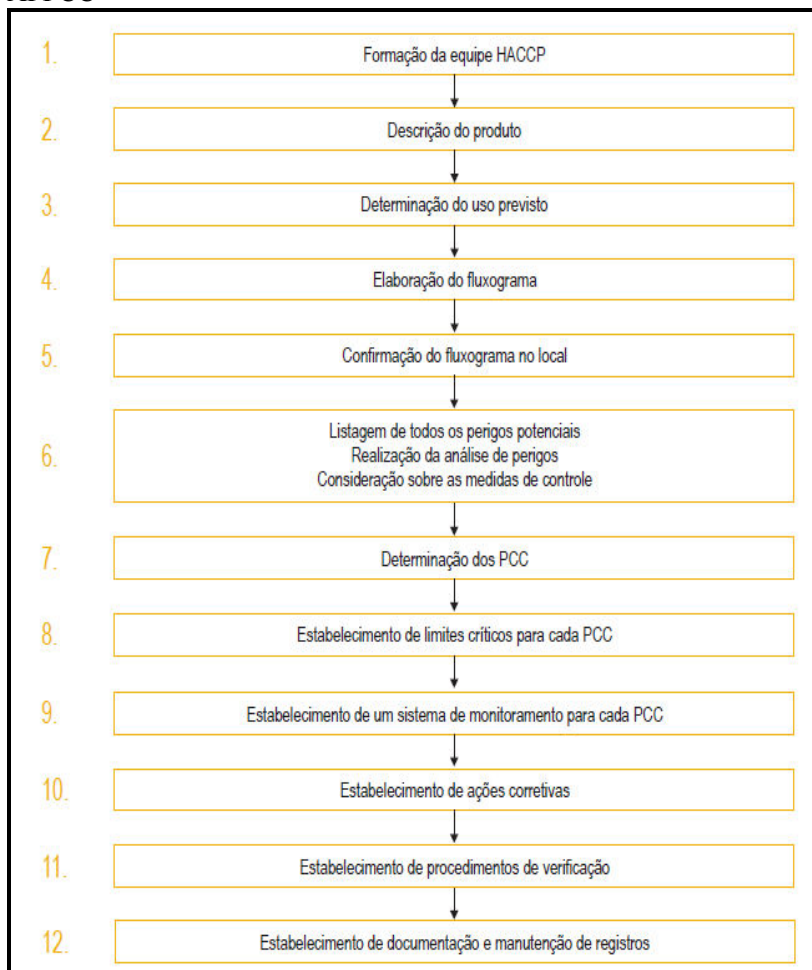 1. Formação da equipe HACCP
2. Descrição do produto
3. Determinação do uso previsto
4. Elaboração do fluxograma
5. Confirmação do fluxograma no local
Listagem de todos os perigos potenciais
6. Realização da análise de perigos
Consideração sobre as medidas de controle
7. Determinação dos PCC
8. Estabelecimento de limites críticos para cada PCC
9. Estabelecimento de um sistema de monitoramento para cada PCC
10. Estabelecimento de ações corretivas
11. Estabelecimento de procedimentos de verificação
12. Estabelecimento de documentação e manutenção de registros